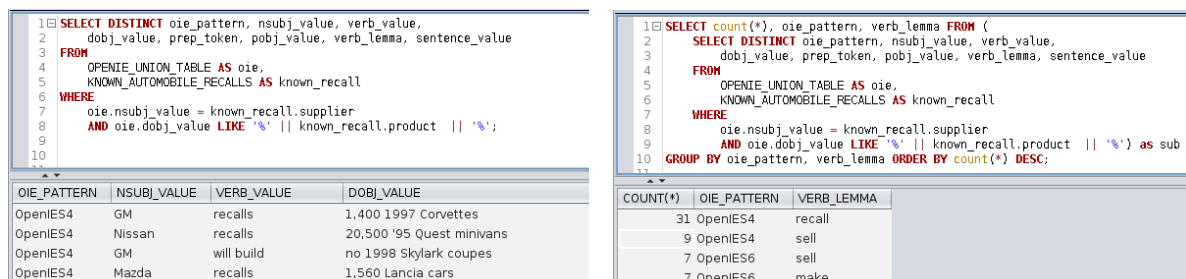 1 SELECT DISTINCT oie_pattern, nsubj_value, verb_value,
2 dobj_value, prep_token, pobj_value, verb_lemma, sentence_value
3 FROM
4 OPENIE_UNION_TABLE AS oie,
5 KNOWN_AUTOMOBILE_RECALLS AS known_recall
6 WHERE
7 oie.nsubj_value = known_recall.supplier
8 AND oie.dobj_value LIKE '%' || known_recall.product || '%';
9
10
OIE_PATTERN NSUBJ_VALUE VERB_VALUE DOBJ_VALUE
OpenIES4 GM recalls 1,400 1997 Corvettes
OpenIES4 Nissan recalls 20,500 '95 Quest minivans
OpenIES4 GM will build no 1998 Skylark coupes
OpenIES4 Mazda recalls 1,560 Lancia cars
1 SELECT count(*), oie_pattern, verb_lemma FROM (
2 SELECT DISTINCT oie_pattern, nsubj_value, verb_value,
3 dobj_value, prep_token, pobj_value, verb_lemma, sentence_value
4 FROM
5 OPENIE_UNION_TABLE AS oie,
6 KNOWN_AUTOMOBILE_RECALLS AS known_recall
7 WHERE
8 oie.nsubj_value = known_recall.supplier
9 AND oie.dobj_value LIKE '%' || known_recall.product || '%') as sub
10 GROUP BY oie_pattern, verb_lemma ORDER BY count(*) DESC;
COUNT(*) OIE_PATTERN VERB_LEMMA
31 OpenIES4 recall
9 OpenIES4 sell
7 OpenIES6 sell
7 OpenIES6 make